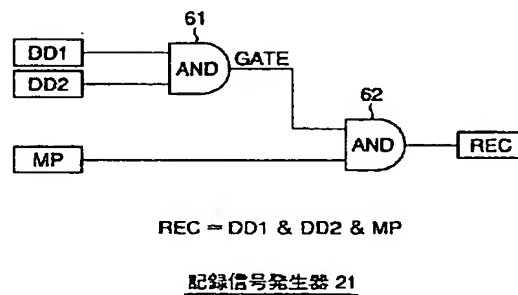 61
DD1
DD2
AND
GATE
62
MP
AND
REC
REC = DD1 & DD2 & MP
記録信号発生器 21